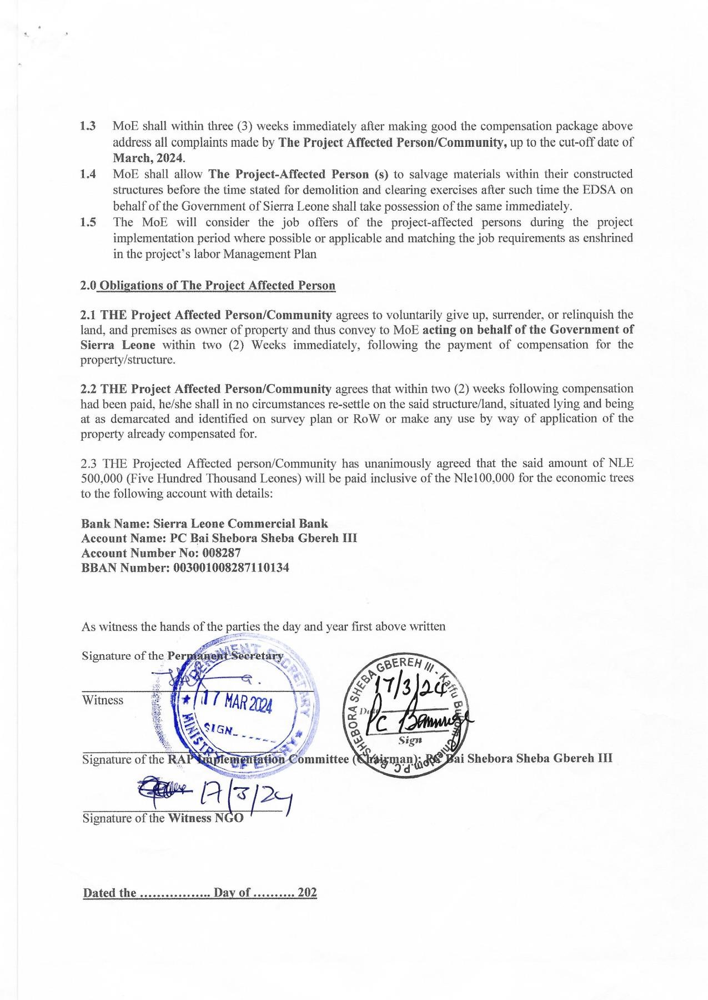 1.3 MoE shall within three (3) weeks immediately after making good the compensation package above
address all complaints made by The Project Affected Person/Community, up to the cut-off date of
March, 2024.
1.4 MoE shall allow The Project-Affected Person (s) to salvage materials within their constructed
structures before the time stated for demolition and clearing exercises after such time the EDSA on
behalf of the Government of Sierra Leone shall take possession of the same immediately.
1.5 The MoE will consider the job offers of the project-affected persons during the project
implementation period where possible or applicable and matching the job requirements as enshrined
in the project's labor Management Plan
2.0 Obligations of The Project Affected Person
2.1 THE Project Affected Person/Community agrees to voluntarily give up, surrender, or relinquish the
land, and premises as owner of property and thus convey to MoE acting on behalf of the Government of
Sierra Leone within two (2) Weeks immediately, following the payment of compensation for the
property/structure.
2.2 THE Project Affected Person/Community agrees that within two (2) weeks following compensation
had been paid, he/she shall in no circumstances re-settle on the said structure/land, situated lying and being
at as demarcated and identified on survey plan or RoW or make any use by way of application of the
property already compensated for.
2.3 THE Projected Affected person/Community has unanimously agreed that the said amount of NLE
500,000 (Five Hundred Thousand Leones) will be paid inclusive of the Nle100,000 for the economic trees
to the following account with details:
Bank Name: Sierra Leone Commercial Bank
Account Name: PC Bai Shebora Sheba Gbereh III
Account Number No: 008287
BBAN Number: 003001008287110134
As witness the hands of the parties the day and year first above written
Signature of the Permanent Secretary
Witness
PERMANENT SECRETARY
17 MAR 2024
SIGN
MINISTRY OF ENERGY
P.C. BAI SHEBORA SHEBA GBEREH III - Kaffu Bullom Chiefdom
17/3/24
Date
PC
Sign
Signature of the RAP Implementation Committee (Chairman); PC Bai Shebora Sheba Gbereh III
17/3/24
Signature of the Witness NGO
Dated the ................. Day of .......... 202